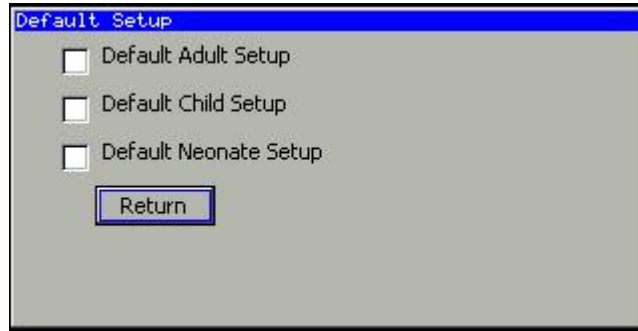 Default Setup
Default Adult Setup
Default Child Setup
Default Neonate Setup
Return